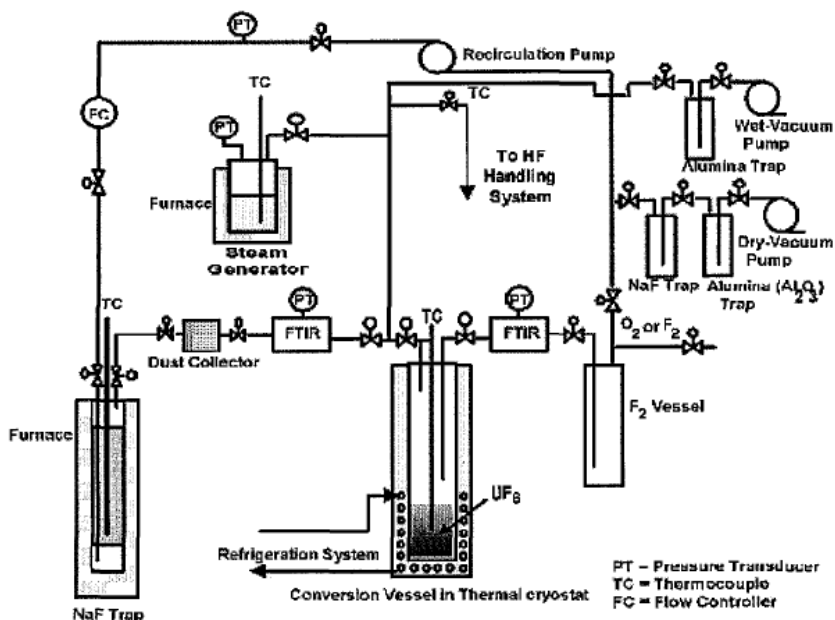 PT
Recirculation Pump
TC
FC
TC
PT
Wet-Vacuum
Pump
Alumina Trap
To HF
Handling
System
Furnace
Steam
Generator
Dry-Vacuum
Pump
NaF Trap
Alumina (Al2O3)
Trap
TC
PT
TC
PT
FTIR
FTIR
O2 or F2
Dust Collector
F2 Vessel
Furnace
UF6
Refrigeration System
NaF Trap
Conversion Vessel in Thermal cryostat
PT – Pressure Transducer
TC = Thermocouple
FC = Flow Controller